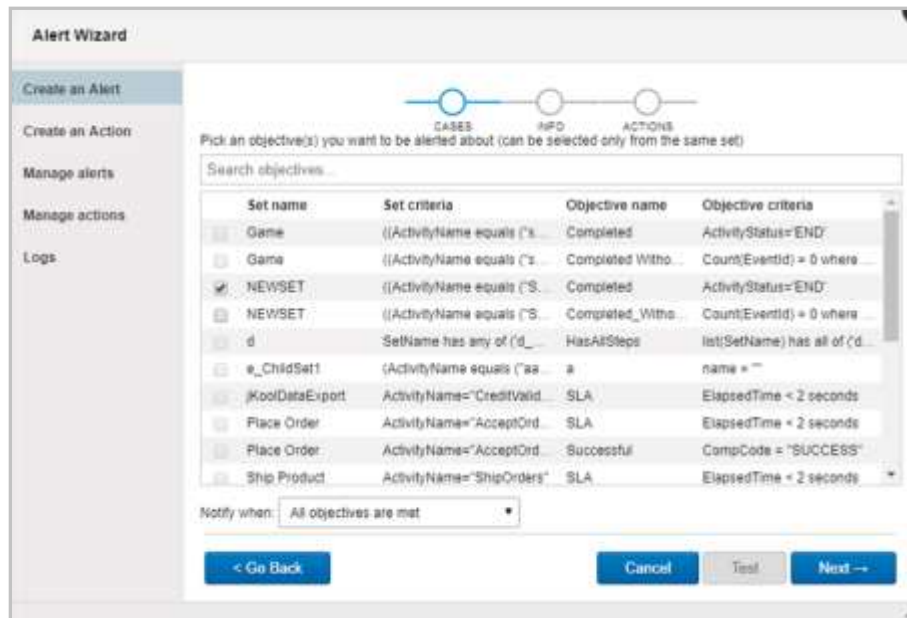 Alert Wizard
Create an Alert
Create an Action
Manage alerts
Manage actions
Logs
CASES INFO ACTIONS
Pick an objective(s) you want to be alerted about (can be selected only from the same set)
Search objectives...
Set name Set criteria Objective name Objective criteria
Game ((ActivityName equals ("s... Completed ActivityStatus='END'
Game ((ActivityName equals ("s... Completed Witho... Count(EventId) = 0 where ...
NEWSET ((ActivityName equals ("S... Completed ActivityStatus='END'
NEWSET ((ActivityName equals ("S... Completed_Witho... Count(EventId) = 0 where ...
d SetName has any of ('d_... HasAllSteps list(SetName) has all of ('d...
e_ChildSet1 (ActivityName equals ("aa... a name = ""
jKoolDataExport ActivityName="CreditValid... SLA ElapsedTime < 2 seconds
Place Order ActivityName="AcceptOrd... SLA ElapsedTime < 2 seconds
Place Order ActivityName="AcceptOrd... Successful CompCode = "SUCCESS"
Ship Product ActivityName="ShipOrders" SLA ElapsedTime < 2 seconds
Notify when: All objectives are met
< Go Back Cancel Test Next →